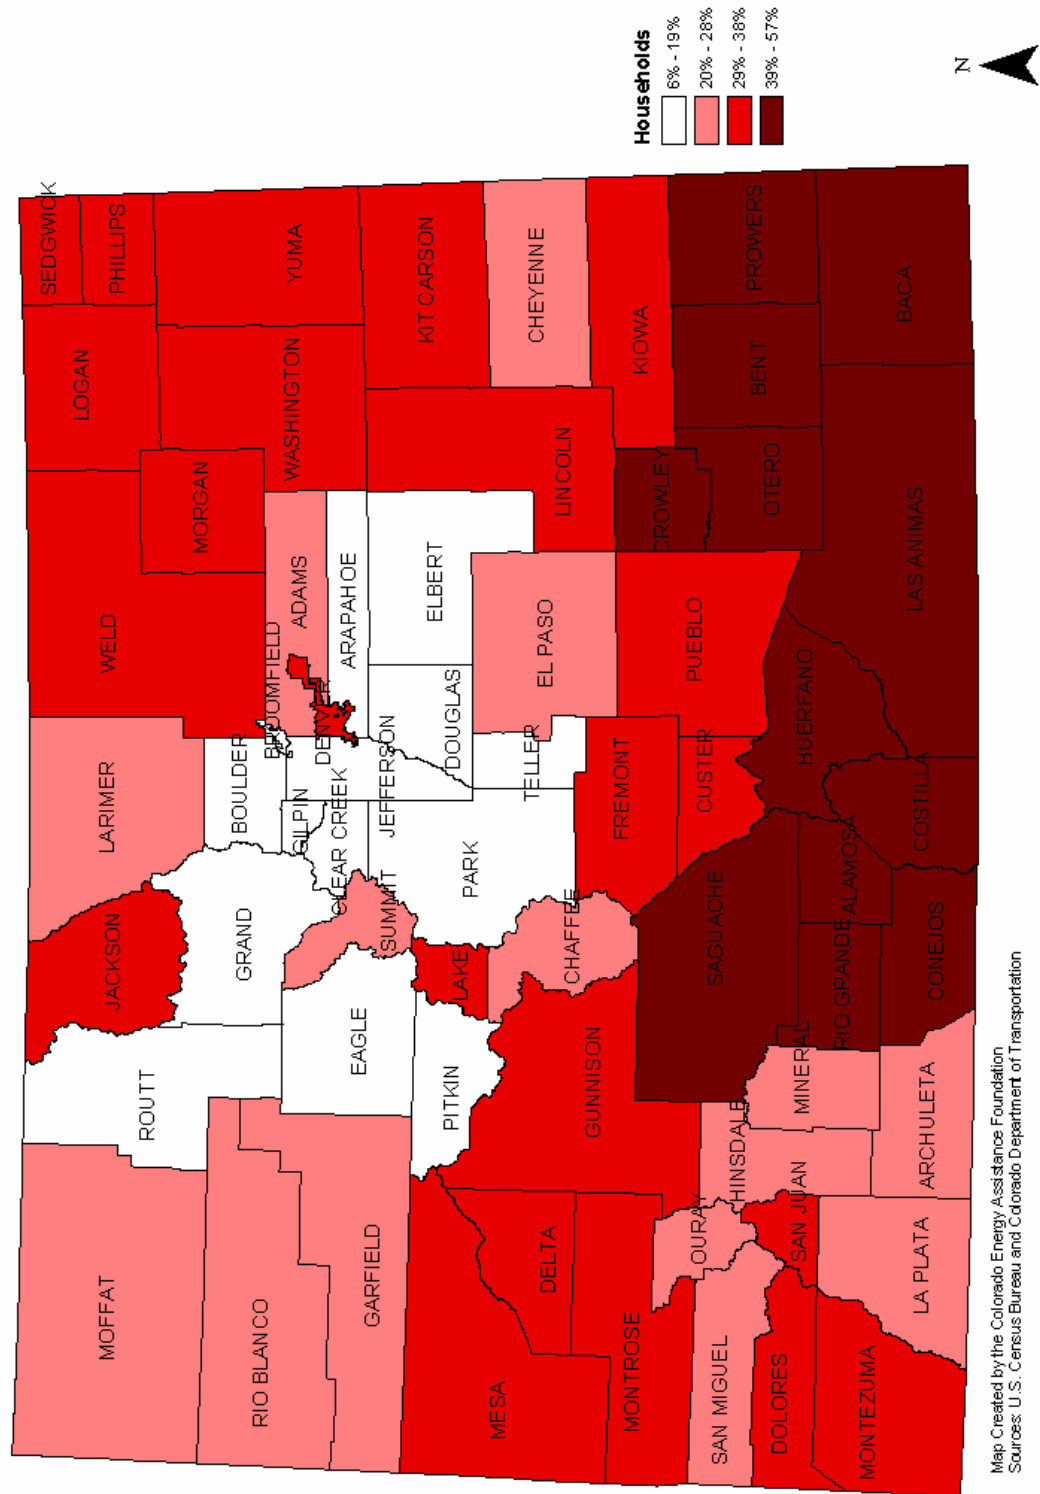 MOFFAT
ROUTT
JACKSON
LARIMER
WELD
LOGAN
SEDGWICK
PHILLIPS
MORGAN
RIO BLANCO
GRAND
BOULDER
BROOMFIELD
ADAMS
WASHINGTON
YUMA
GARFIELD
EAGLE
SUMMIT
GILPIN
CLEAR CREEK
DENVER
JEFFERSON
ARAPAHOE
PITKIN
LAKE
PARK
DOUGLAS
ELBERT
KIT CARSON
MESA
DELTA
GUNNISON
CHAFFEE
TELLER
EL PASO
LINCOLN
CHEYENNE
MONTROSE
FREMONT
CUSTER
PUEBLO
CROWLEY
KIOWA
OURAY
HINSDALE
SAGUACHE
SAN MIGUEL
DOLORES
SAN JUAN
MINERAL
RIO GRANDE
ALAMOSA
HUERFANO
OTERO
BENT
PROWERS
MONTEZUMA
LA PLATA
ARCHULETA
CONEJOS
COSTILLA
LAS ANIMAS
BACA
Households
6% - 19%
20% - 28%
29% - 38%
39% - 57%
N
Map Created by the Colorado Energy Assistance Foundation
Sources: U.S. Census Bureau and Colorado Department of Transportation